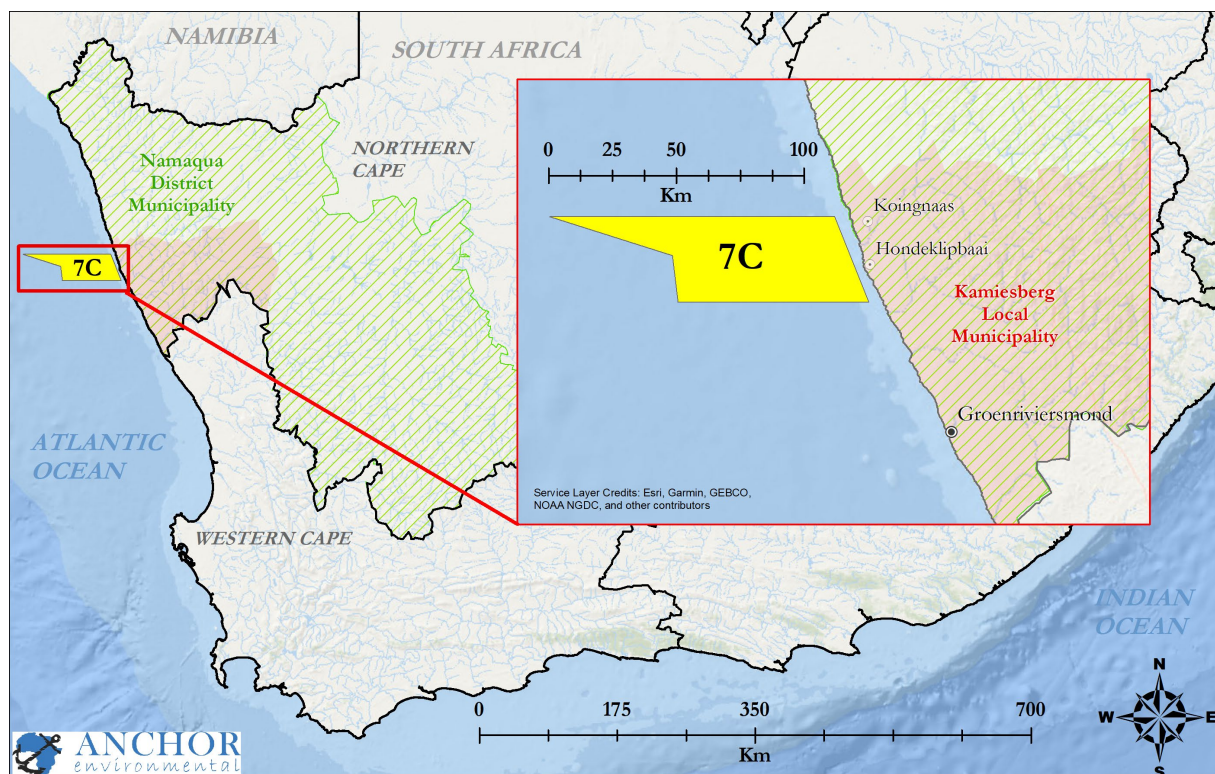 NAMIBIA
SOUTH AFRICA
NORTHERN
CAPE
Namaqua
District
Municipality
7C
0 25 50 100
Km
Koingnaas
7C
Hondeklipbaai
Kamiesberg
Local
Municipality
Groenriviersmond
Service Layer Credits: Esri, Garmin, GEBCO,
NOAA NGDC, and other contributors
ATLANTIC
OCEAN
WESTERN CAPE
INDIAN
OCEAN
0 175 350 700
Km
N
W E
S
ANCHOR
environmental